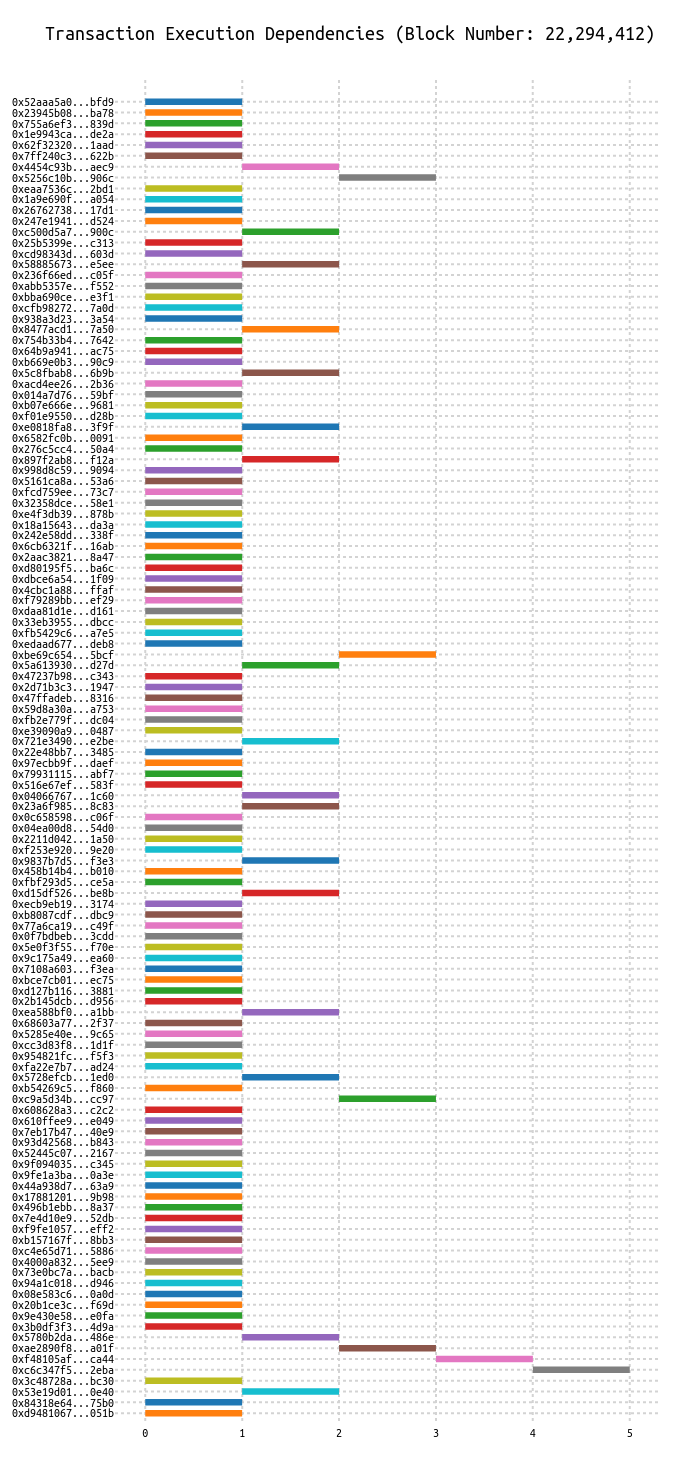 Transaction Execution Dependencies (Block Number: 22,294,412)
0x52aaa5a0...bfd9
0x23945b08...ba78
0x755a6ef3...839d
0x1e9943ca...de2a
0x62f32320...1aad
0x7ff240c3...622b
0x4454c93b...aec9
0x5256c10b...906c
0xeaa7536c...2bd1
0x1a9e690f...a054
0x26762738...17d1
0x247e1941...d524
0xc500d5a7...900c
0x25b5399e...c313
0xcd98343d...603d
0x58885673...e5ee
0x236f66ed...c05f
0xabb5357e...f552
0xbba690ce...e3f1
0xcfb98272...7a0d
0x938a3d23...3a54
0x8477acd1...7a50
0x754b33b4...7642
0x64b9a941...ac75
0xb669e0b3...90c9
0x5c8fbab8...6b9b
0xacd4ee26...2b36
0x014a7d76...59bf
0xb07e666e...9681
0xf01e9550...d28b
0xe0818fa8...3f9f
0x6582fc0b...0091
0x276c5cc4...50a4
0x897f2ab8...f12a
0x998d8c59...9094
0x5161ca8a...53a6
0xfcd759ee...73c7
0x32358dce...58e1
0xe4f3db39...878b
0x18a15643...da3a
0x242e58dd...338f
0x6cb6321f...16ab
0x2aac3821...8a47
0xd80195f5...ba6c
0xdbce6a54...1f09
0x4cbc1a88...ffaf
0xf79289bb...ef29
0xdaa81d1e...d161
0x33eb3955...dbcc
0xfb5429c6...a7e5
0xedaad677...deb8
0xbe69c654...5bcf
0x5a613930...d27d
0x47237b98...c343
0x2d71b3c3...1947
0x47ffadeb...8316
0x59d8a30a...a753
0xfb2e779f...dc04
0xe39090a9...0487
0x721e3490...e2be
0x22e48bb7...3485
0x97ecbb9f...daef
0x79931115...abf7
0x516e67ef...583f
0x04066767...1c60
0x23a6f985...8c83
0x0c658598...c06f
0x04ea00d8...54d0
0x2211d042...1a50
0xf253e920...9e20
0x9837b7d5...f3e3
0x458b14b4...b010
0xfbf293d5...ce5a
0xd15df526...be8b
0xecb9eb19...3174
0xb8087cdf...dbc9
0x77a6ca19...c49f
0x0f7bdbeb...3cdd
0x5e0f3f55...f70e
0x9c175a49...ea60
0x7108a603...f3ea
0xbce7cb01...ec75
0xd127b116...3881
0x2b145dcb...d956
0xea588bf0...a1bb
0x68603a77...2f37
0x5285e40e...9c65
0xcc3d83f8...1d1f
0x954821fc...f5f3
0xfa22e7b7...ad24
0x5728efcb...1ed0
0xb54269c5...f860
0xc9a5d34b...cc97
0x608628a3...c2c2
0x610ffee9...e049
0x7eb17b47...40e9
0x93d42568...b843
0x52445c07...2167
0x9f094035...c345
0x9fe1a3ba...0a3e
0x44a938d7...63a9
0x17881201...9b98
0x496b1ebb...8a37
0x7e4d10e9...52db
0xf9fe1057...eff2
0xb157167f...8bb3
0xc4e65d71...5886
0x4000a832...5ee9
0x73e0bc7a...bacb
0x94a1c018...d946
0x08e583c6...0a0d
0x20b1ce3c...f69d
0x9e430e58...e0fa
0x3b0df3f3...4d9a
0x5780b2da...486e
0xae2890f8...a01f
0xf48105af...ca44
0xc6c347f5...2eba
0x3c48728a...bc30
0x53e19d01...0e40
0x84318e64...75b0
0xd9481067...051b
0 1 2 3 4 5